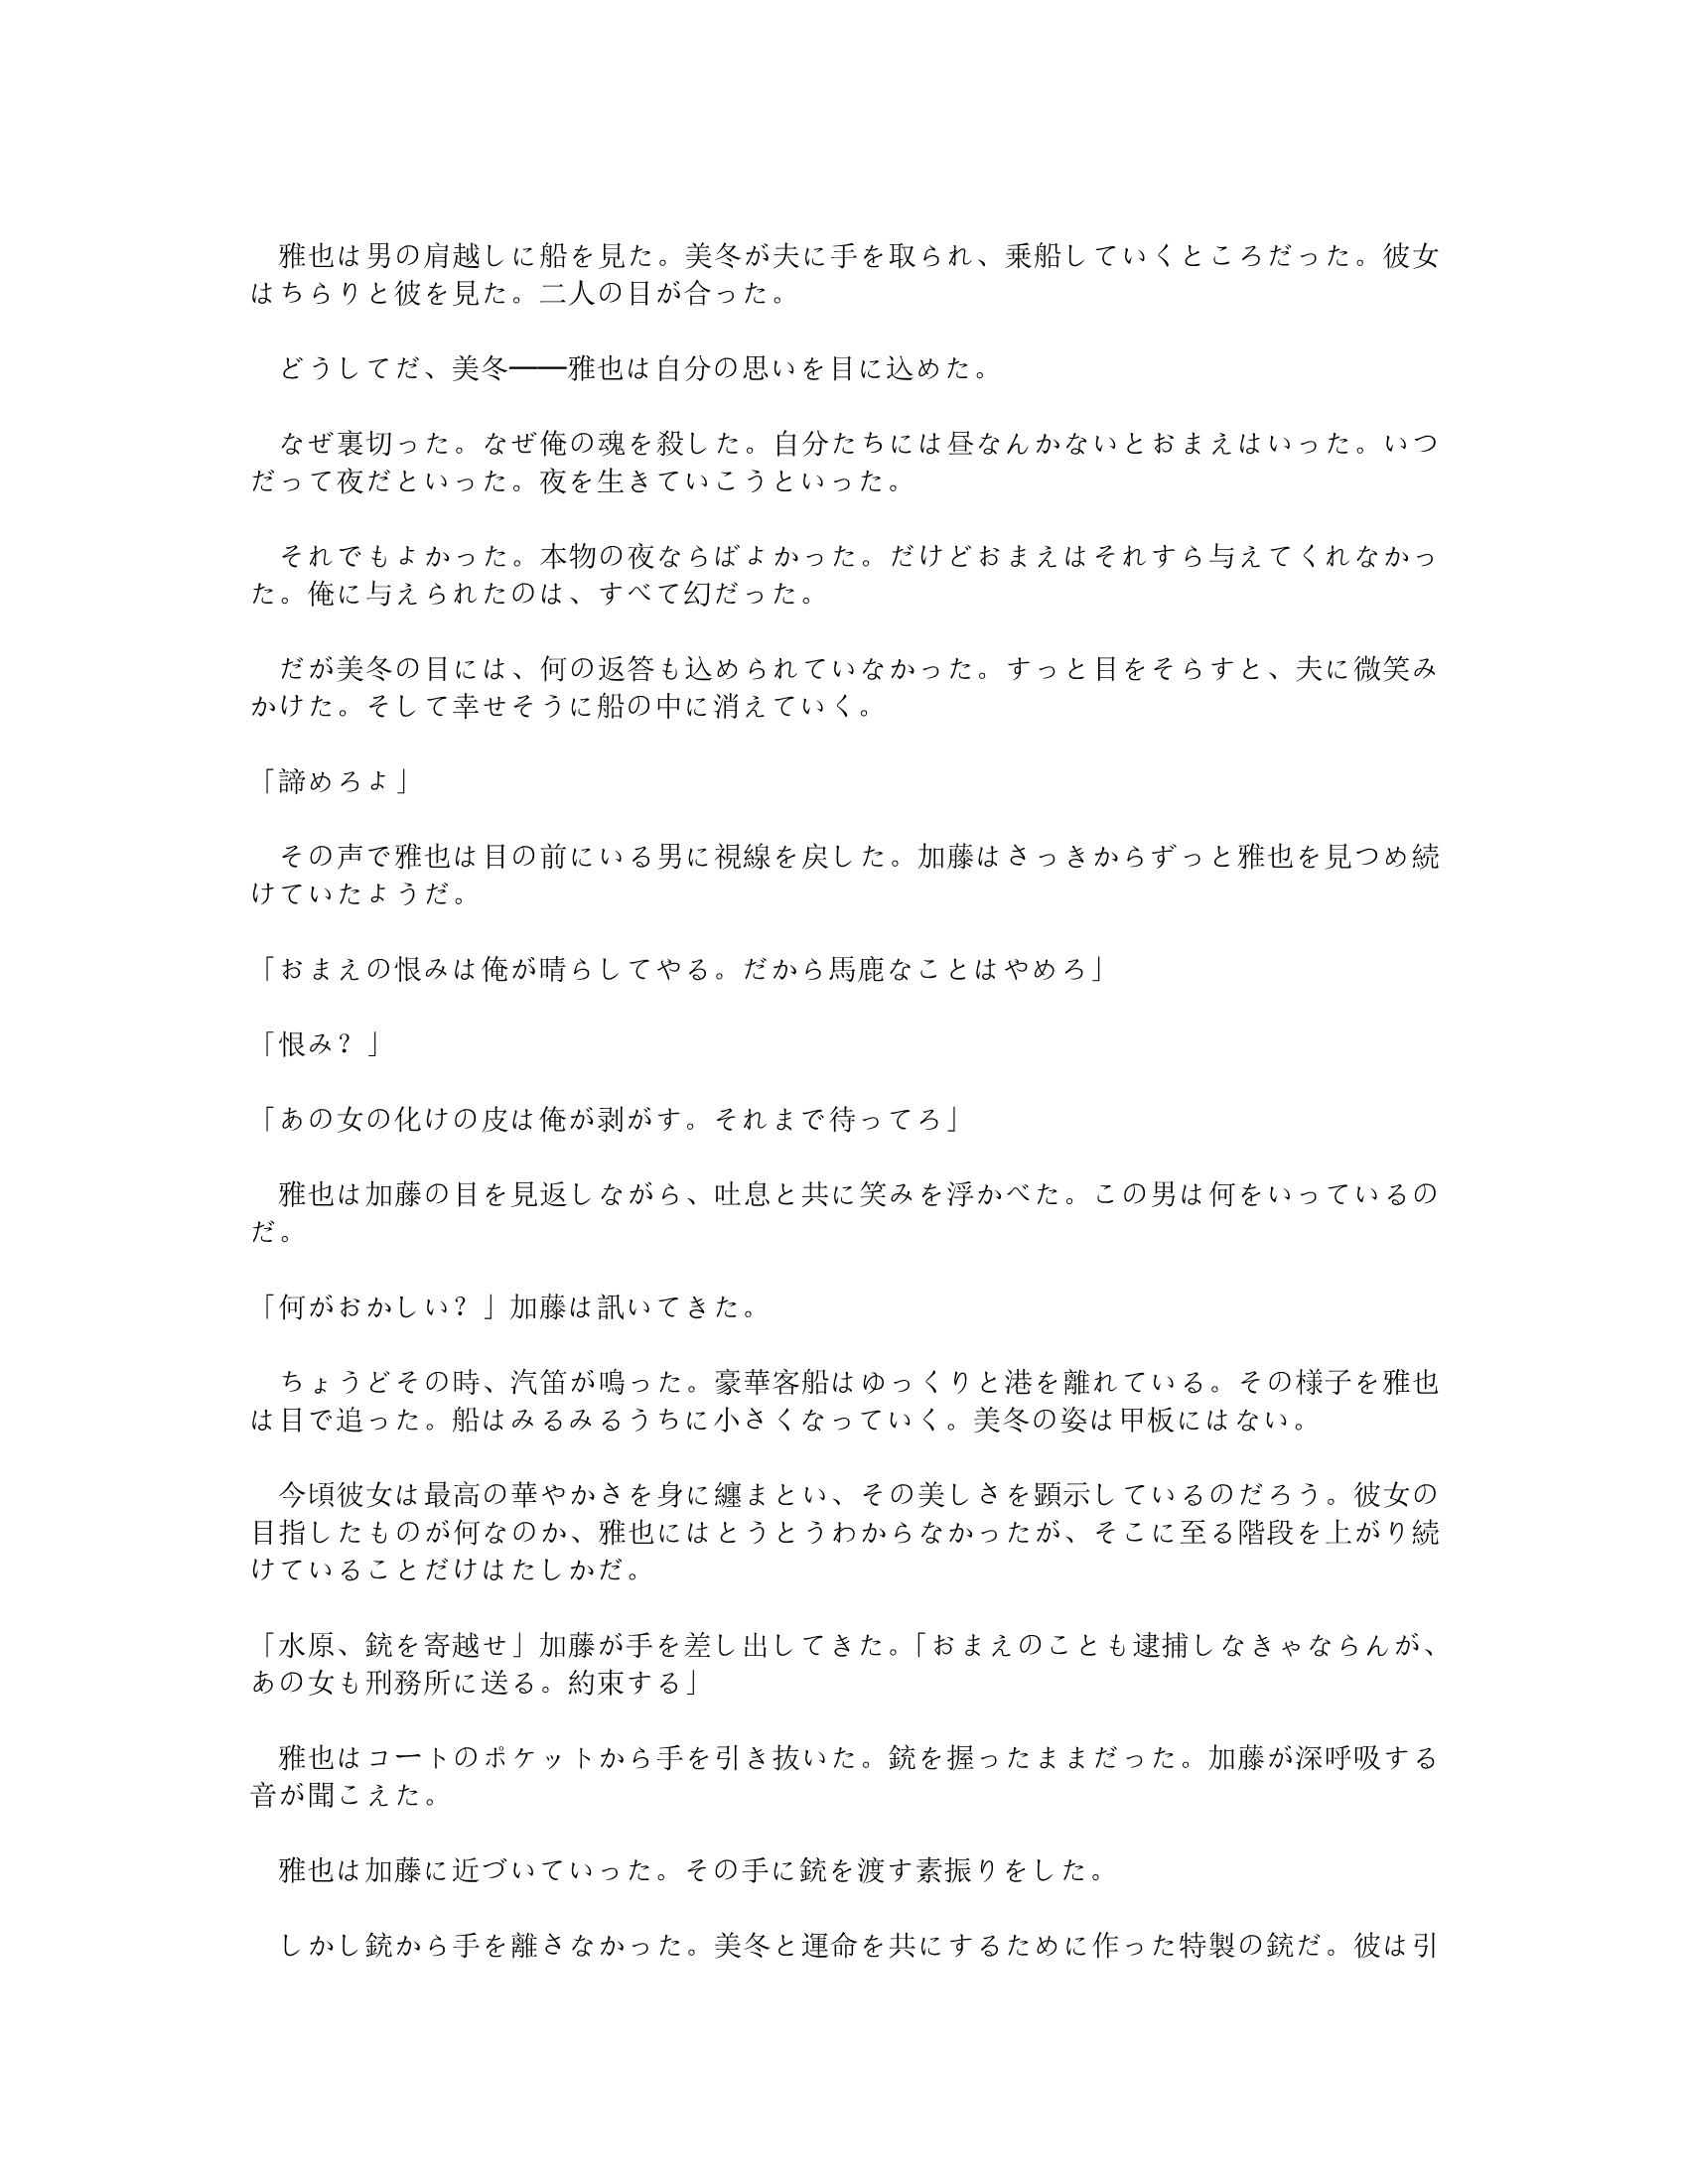 雅也は男の肩越しに船を見た。美冬が夫に手を取られ、乗船していくところだった。彼女
はちらりと彼を見た。二人の目が合った。
　どうしてだ、美冬――雅也は自分の思いを目に込めた。
　なぜ裏切った。なぜ俺の魂を殺した。自分たちには昼なんかないとおまえはいった。いつ
だって夜だといった。夜を生きていこうといった。
　それでもよかった。本物の夜ならばよかった。だけどおまえはそれすら与えてくれなかっ
た。俺に与えられたのは、すべて幻だった。
　だが美冬の目には、何の返答も込められていなかった。すっと目をそらすと、夫に微笑み
かけた。そして幸せそうに船の中に消えていく。
「諦めろよ」
　その声で雅也は目の前にいる男に視線を戻した。加藤はさっきからずっと雅也を見つめ続
けていたようだ。
「おまえの恨みは俺が晴らしてやる。だから馬鹿なことはやめろ」
「恨み？」
「あの女の化けの皮は俺が剥がす。それまで待ってろ」
　雅也は加藤の目を見返しながら、吐息と共に笑みを浮かべた。この男は何をいっているの
だ。
「何がおかしい？」加藤は訊いてきた。
　ちょうどその時、汽笛が鳴った。豪華客船はゆっくりと港を離れている。その様子を雅也
は目で追った。船はみるみるうちに小さくなっていく。美冬の姿は甲板にはない。
　今頃彼女は最高の華やかさを身に纏まとい、その美しさを顕示しているのだろう。彼女の
目指したものが何なのか、雅也にはとうとうわからなかったが、そこに至る階段を上がり続
けていることだけはたしかだ。
「水原、銃を寄越せ」加藤が手を差し出してきた。「おまえのことも逮捕しなきゃならんが、
あの女も刑務所に送る。約束する」
　雅也はコートのポケットから手を引き抜いた。銃を握ったままだった。加藤が深呼吸する
音が聞こえた。
　雅也は加藤に近づいていった。その手に銃を渡す素振りをした。
　しかし銃から手を離さなかった。美冬と運命を共にするために作った特製の銃だ。彼は引